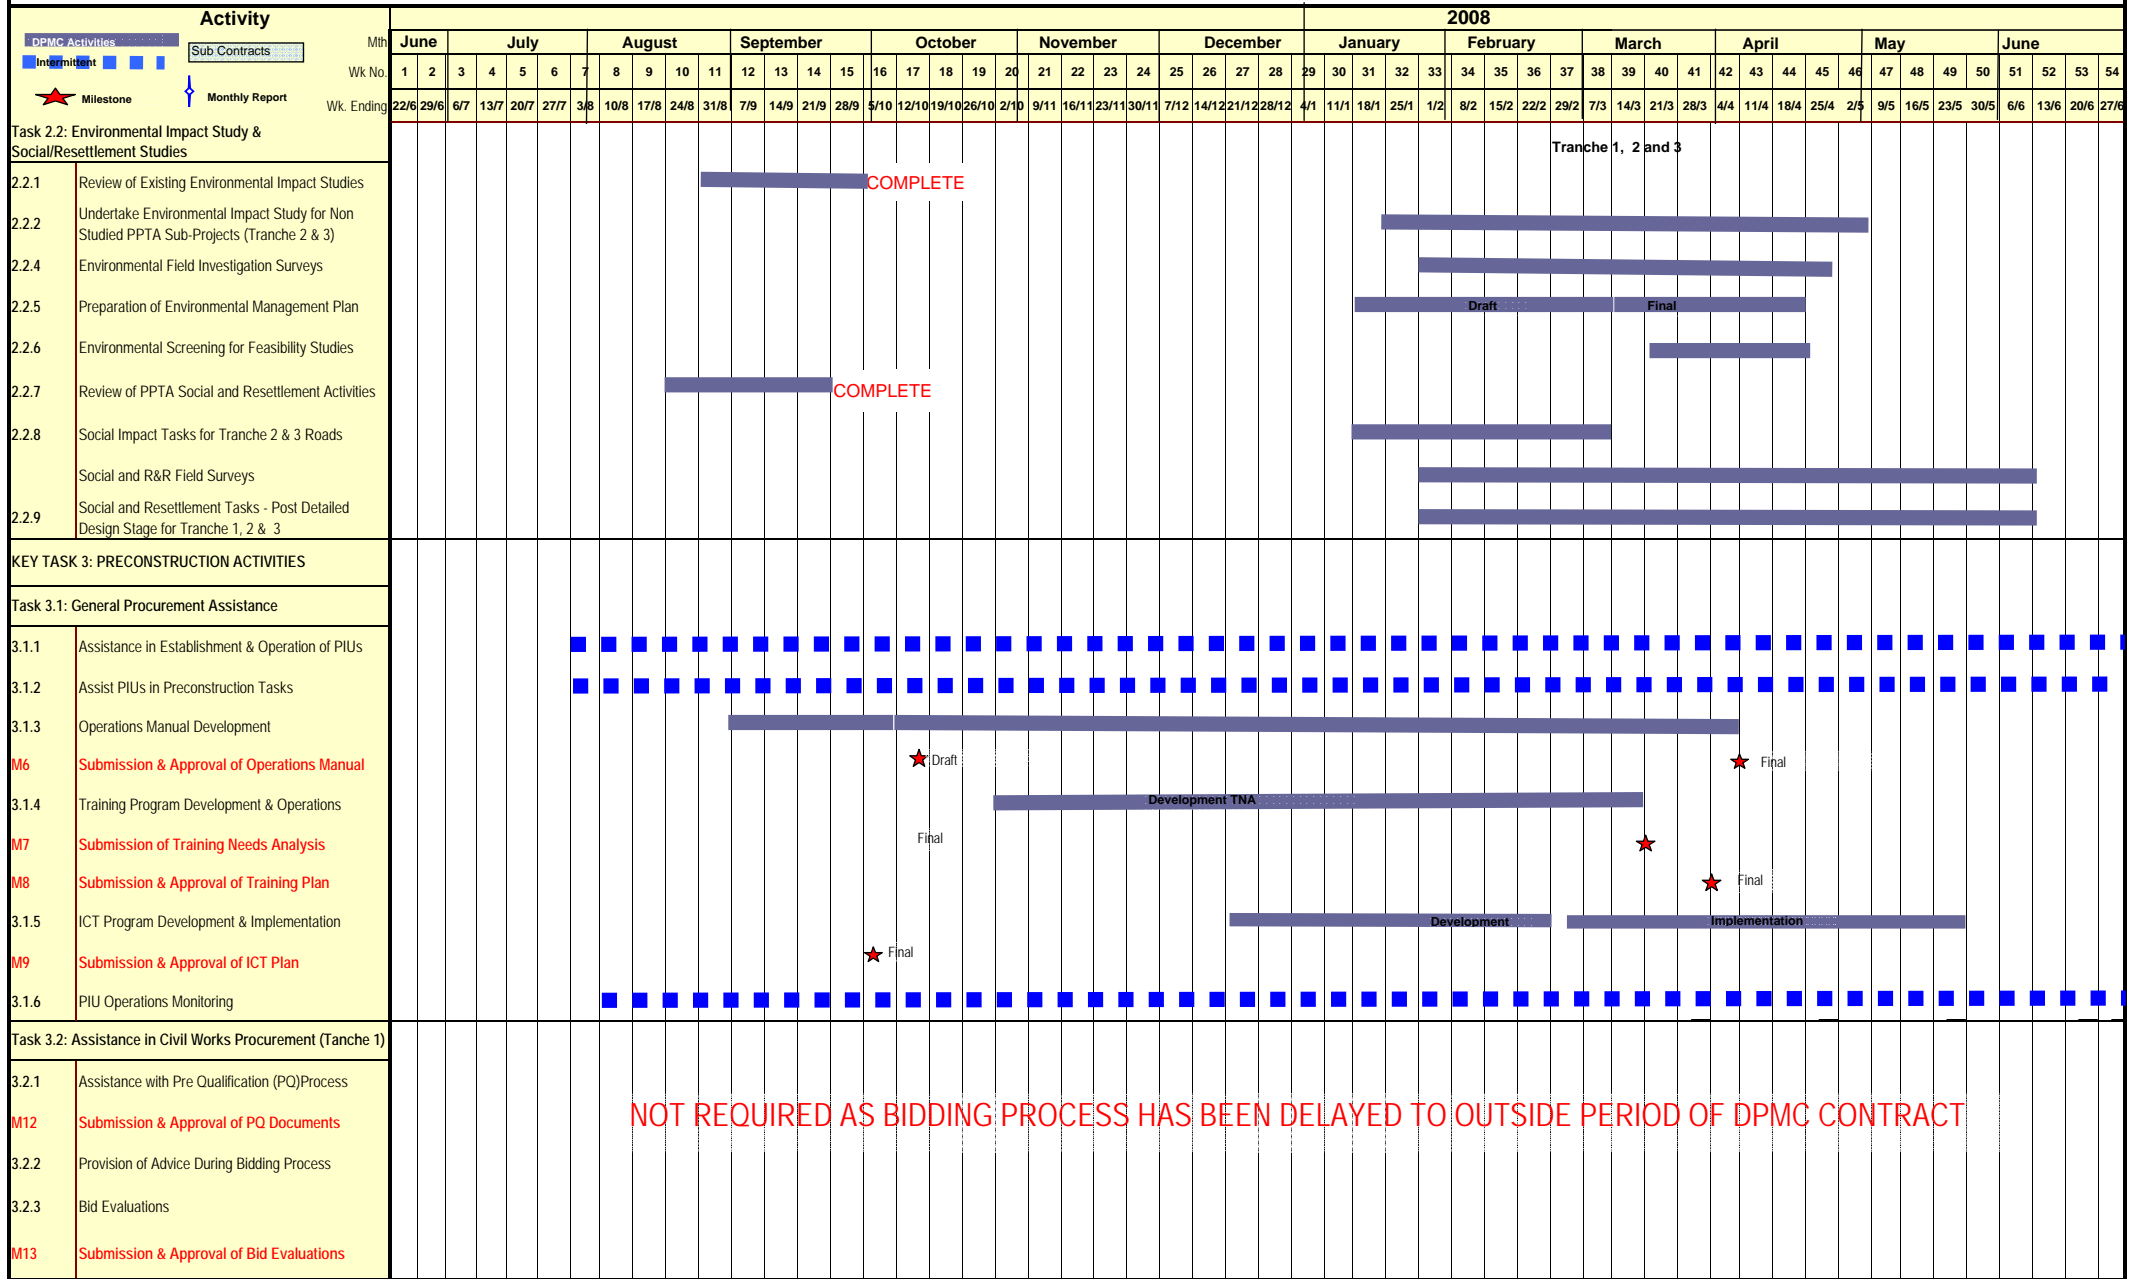 Activity
2008
DPMC Activities
Sub Contracts
Intermittent
Milestone
Monthly Report
Mth June July August September October November December January February March April May June
Wk No. 1 2 3 4 5 6 7 8 9 10 11 12 13 14 15 16 17 18 19 20 21 22 23 24 25 26 27 28 29 30 31 32 33 34 35 36 37 38 39 40 41 42 43 44 45 46 47 48 49 50 51 52 53 54
Wk. Ending 22/6 29/6 6/7 13/7 20/7 27/7 3/8 10/8 17/8 24/8 31/8 7/9 14/9 21/9 28/9 5/10 12/10 19/10 26/10 2/10 9/11 16/11 23/11 30/11 7/12 14/12 21/12 28/12 4/1 11/1 18/1 25/1 1/2 8/2 15/2 22/2 29/2 7/3 14/3 21/3 28/3 4/4 11/4 18/4 25/4 2/5 9/5 16/5 23/5 30/5 6/6 13/6 20/6 27/6
Task 2.2: Environmental Impact Study &
Social/Resettlement Studies
Tranche 1, 2 and 3
2.2.1 Review of Existing Environmental Impact Studies COMPLETE
2.2.2 Undertake Environmental Impact Study for Non
Studied PPTA Sub-Projects (Tranche 2 & 3)
2.2.4 Environmental Field Investigation Surveys
2.2.5 Preparation of Environmental Management Plan Draft Final
2.2.6 Environmental Screening for Feasibility Studies
2.2.7 Review of PPTA Social and Resettlement Activities COMPLETE
2.2.8 Social Impact Tasks for Tranche 2 & 3 Roads
Social and R&R Field Surveys
2.2.9 Social and Resettlement Tasks - Post Detailed
Design Stage for Tranche 1, 2 & 3
KEY TASK 3: PRECONSTRUCTION ACTIVITIES
Task 3.1: General Procurement Assistance
3.1.1 Assistance in Establishment & Operation of PIUs
3.1.2 Assist PIUs in Preconstruction Tasks
3.1.3 Operations Manual Development
M6 Submission & Approval of Operations Manual Draft Final
3.1.4 Training Program Development & Operations Development TNA
M7 Submission of Training Needs Analysis Final
M8 Submission & Approval of Training Plan Final
3.1.5 ICT Program Development & Implementation Development Implementation
M9 Submission & Approval of ICT Plan Final
3.1.6 PIU Operations Monitoring
Task 3.2: Assistance in Civil Works Procurement (Tanche 1)
3.2.1 Assistance with Pre Qualification (PQ)Process
NOT REQUIRED AS BIDDING PROCESS HAS BEEN DELAYED TO OUTSIDE PERIOD OF DPMC CONTRACT
M12 Submission & Approval of PQ Documents
3.2.2 Provision of Advice During Bidding Process
3.2.3 Bid Evaluations
M13 Submission & Approval of Bid Evaluations